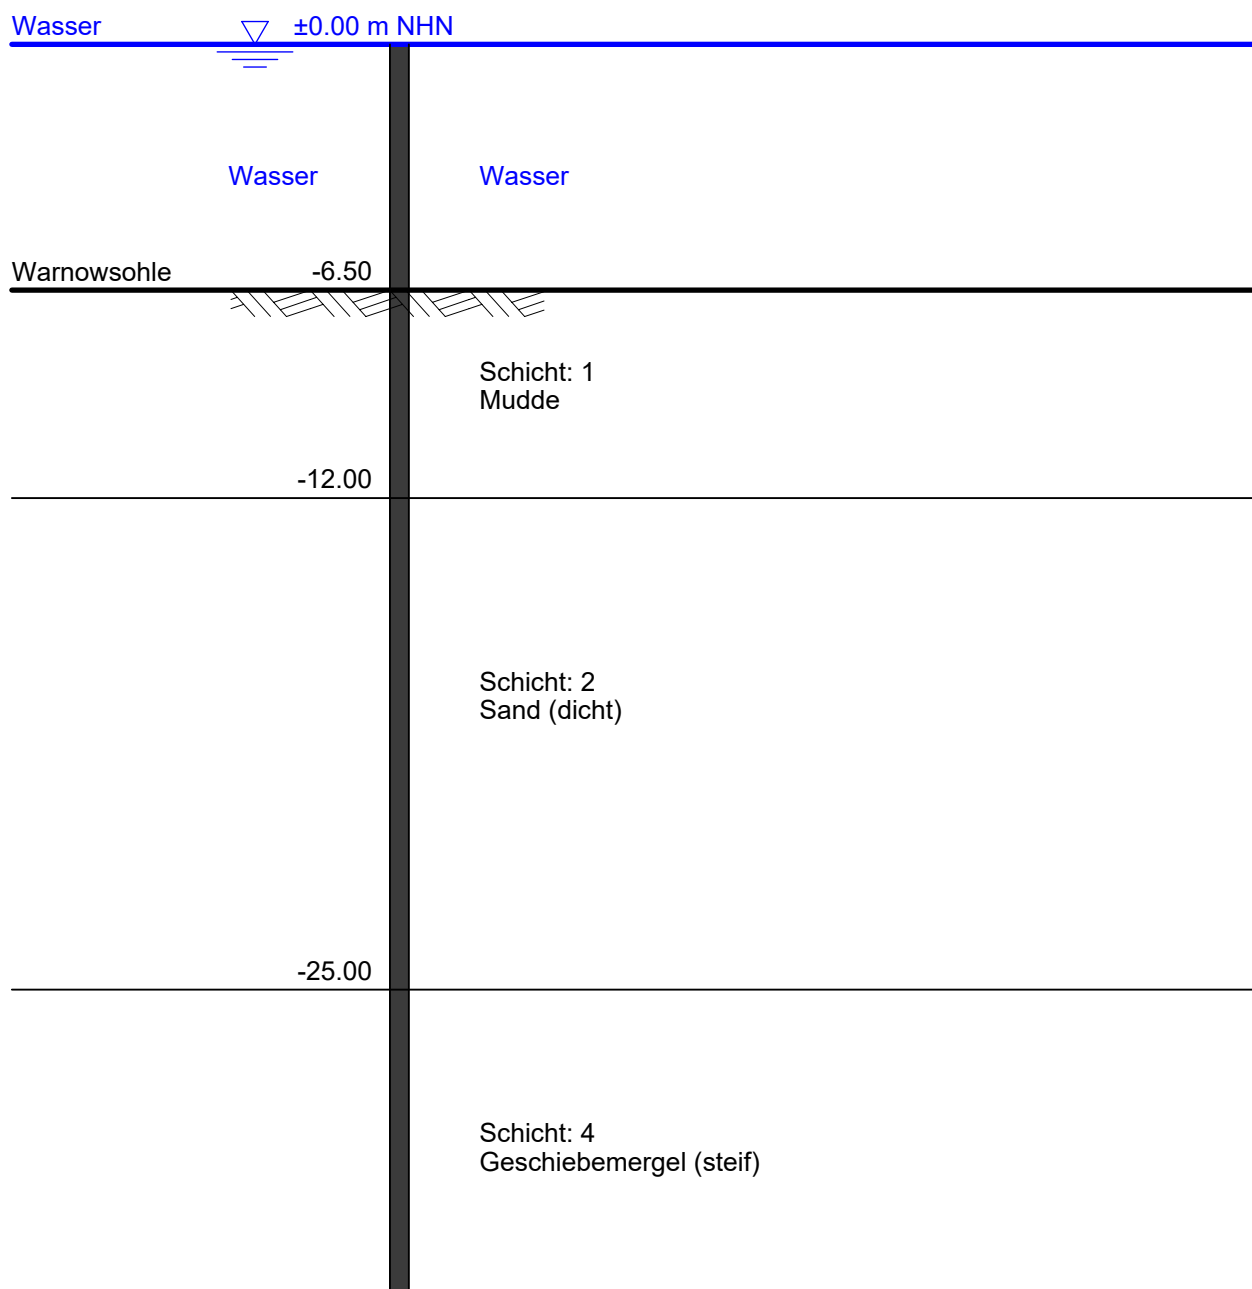 Wasser ±0.00 m NHN
Wasser Wasser
Warnowsohle -6.50
Schicht: 1
Mudde
-12.00
Schicht: 2
Sand (dicht)
-25.00
Schicht: 4
Geschiebemergel (steif)